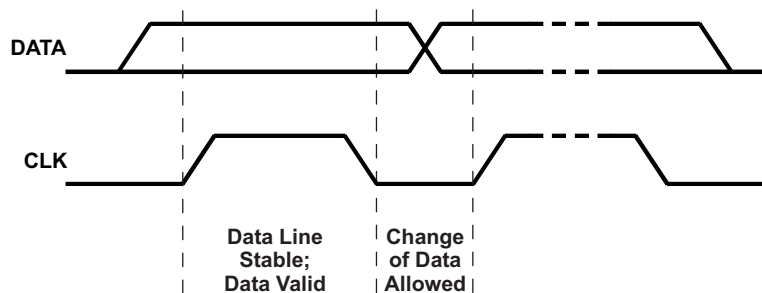 DATA
CLK
Data Line
Stable;
Data Valid
Change
of Data
Allowed